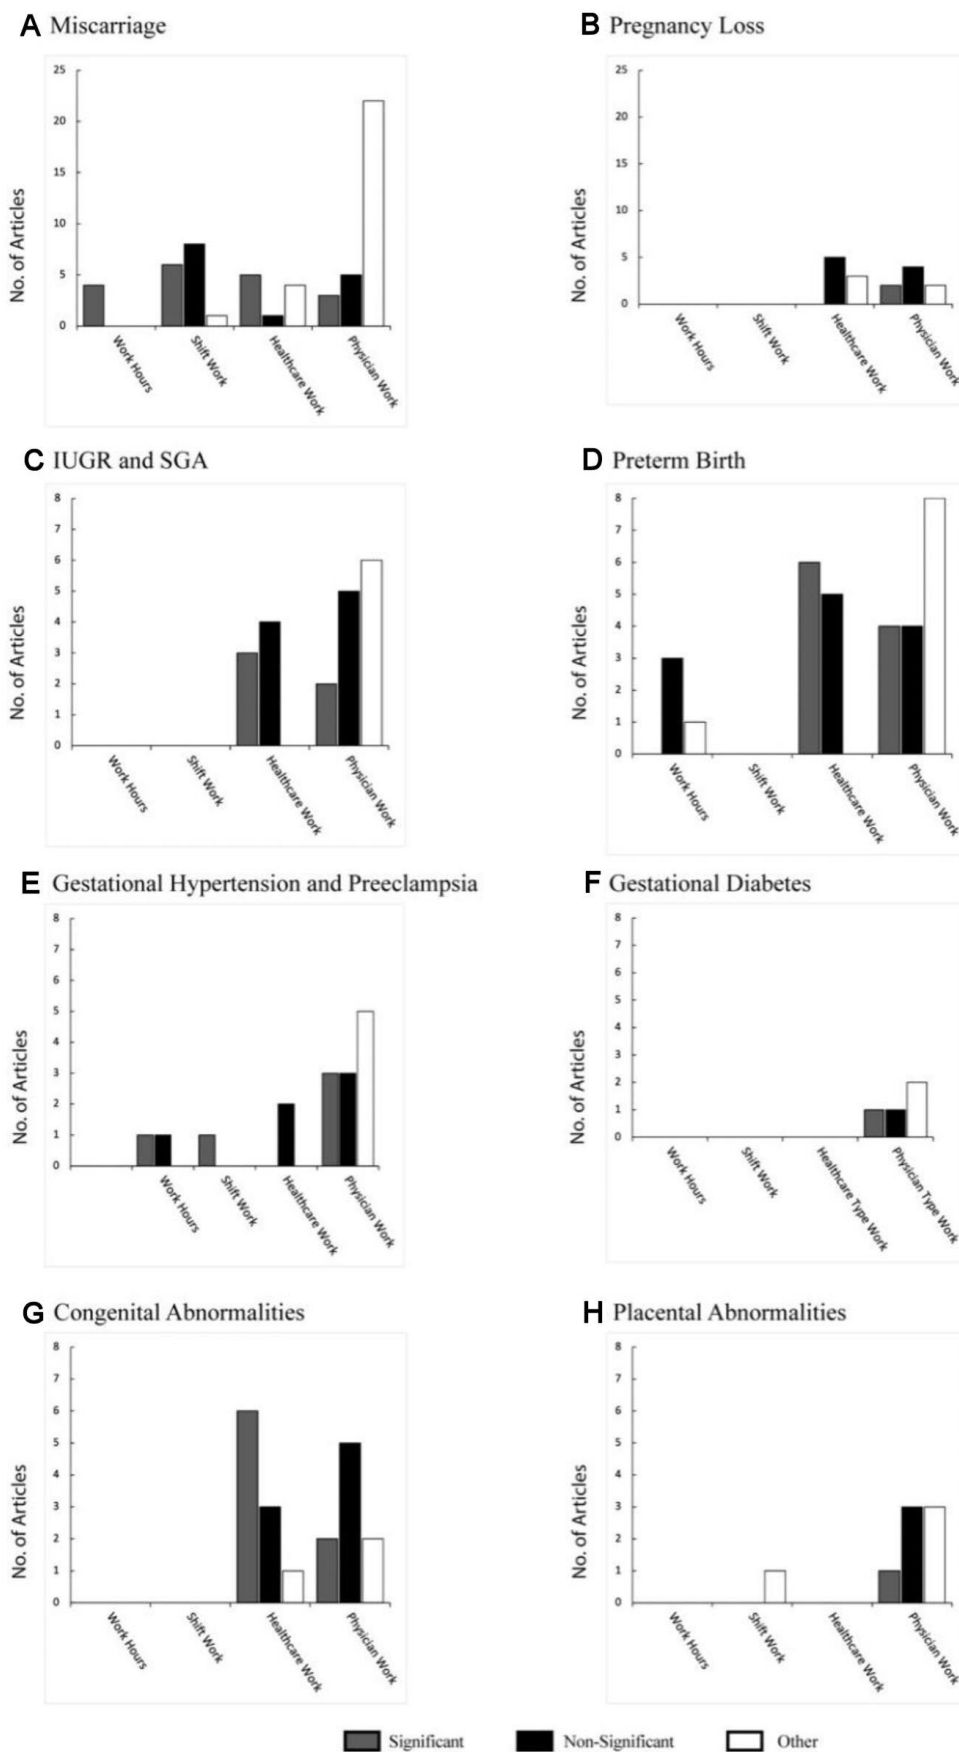 A Miscarriage
B Pregnancy Loss
No. of Articles
25
20
15
10
5
0
Work Hours
Shift Work
Healthcare Work
Physician Work
No. of Articles
25
20
15
10
5
0
Work Hours
Shift Work
Healthcare Work
Physician Work
C IUGR and SGA
D Preterm Birth
No. of Articles
8
7
6
5
4
3
2
1
0
Work Hours
Shift Work
Healthcare Work
Physician Work
No. of Articles
8
7
6
5
4
3
2
1
0
Work Hours
Shift Work
Healthcare Work
Physician Work
E Gestational Hypertension and Preeclampsia
F Gestational Diabetes
No. of Articles
8
7
6
5
4
3
2
1
0
Work Hours
Shift Work
Healthcare Work
Physician Work
No. of Articles
8
7
6
5
4
3
2
1
0
Work Hours
Shift Work
Healthcare Type Work
Physician Type Work
G Congenital Abnormalities
H Placental Abnormalities
No. of Articles
8
7
6
5
4
3
2
1
0
Work Hours
Shift Work
Healthcare Work
Physician Work
No. of Articles
8
7
6
5
4
3
2
1
0
Work Hours
Shift Work
Healthcare Work
Physician Work
Significant
Non-Significant
Other